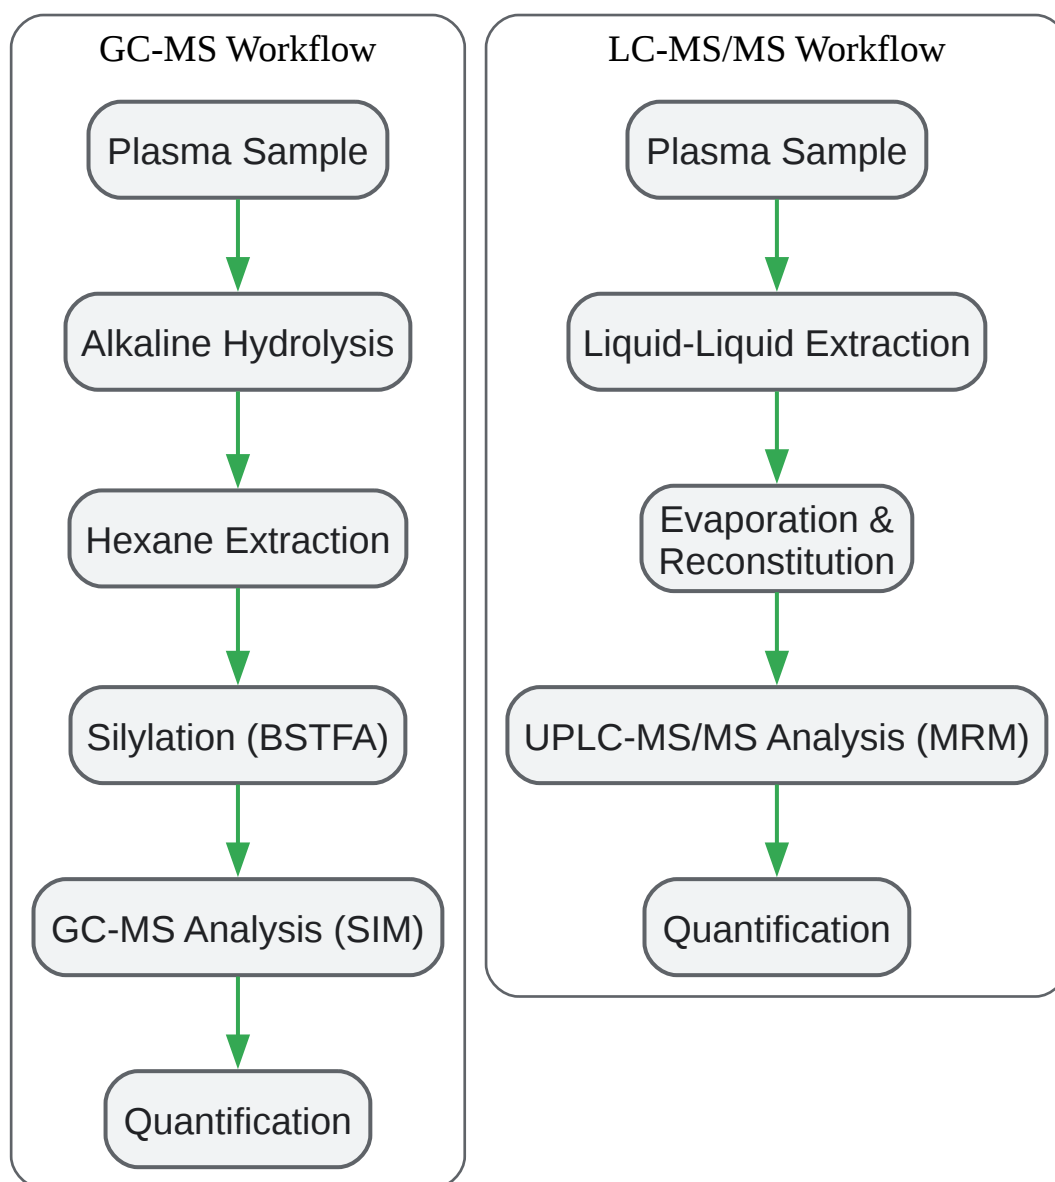 GC-MS Workflow
Plasma Sample
Alkaline Hydrolysis
Hexane Extraction
Silylation (BSTFA)
GC-MS Analysis (SIM)
Quantification
LC-MS/MS Workflow
Plasma Sample
Liquid-Liquid Extraction
Evaporation &
Reconstitution
UPLC-MS/MS Analysis (MRM)
Quantification